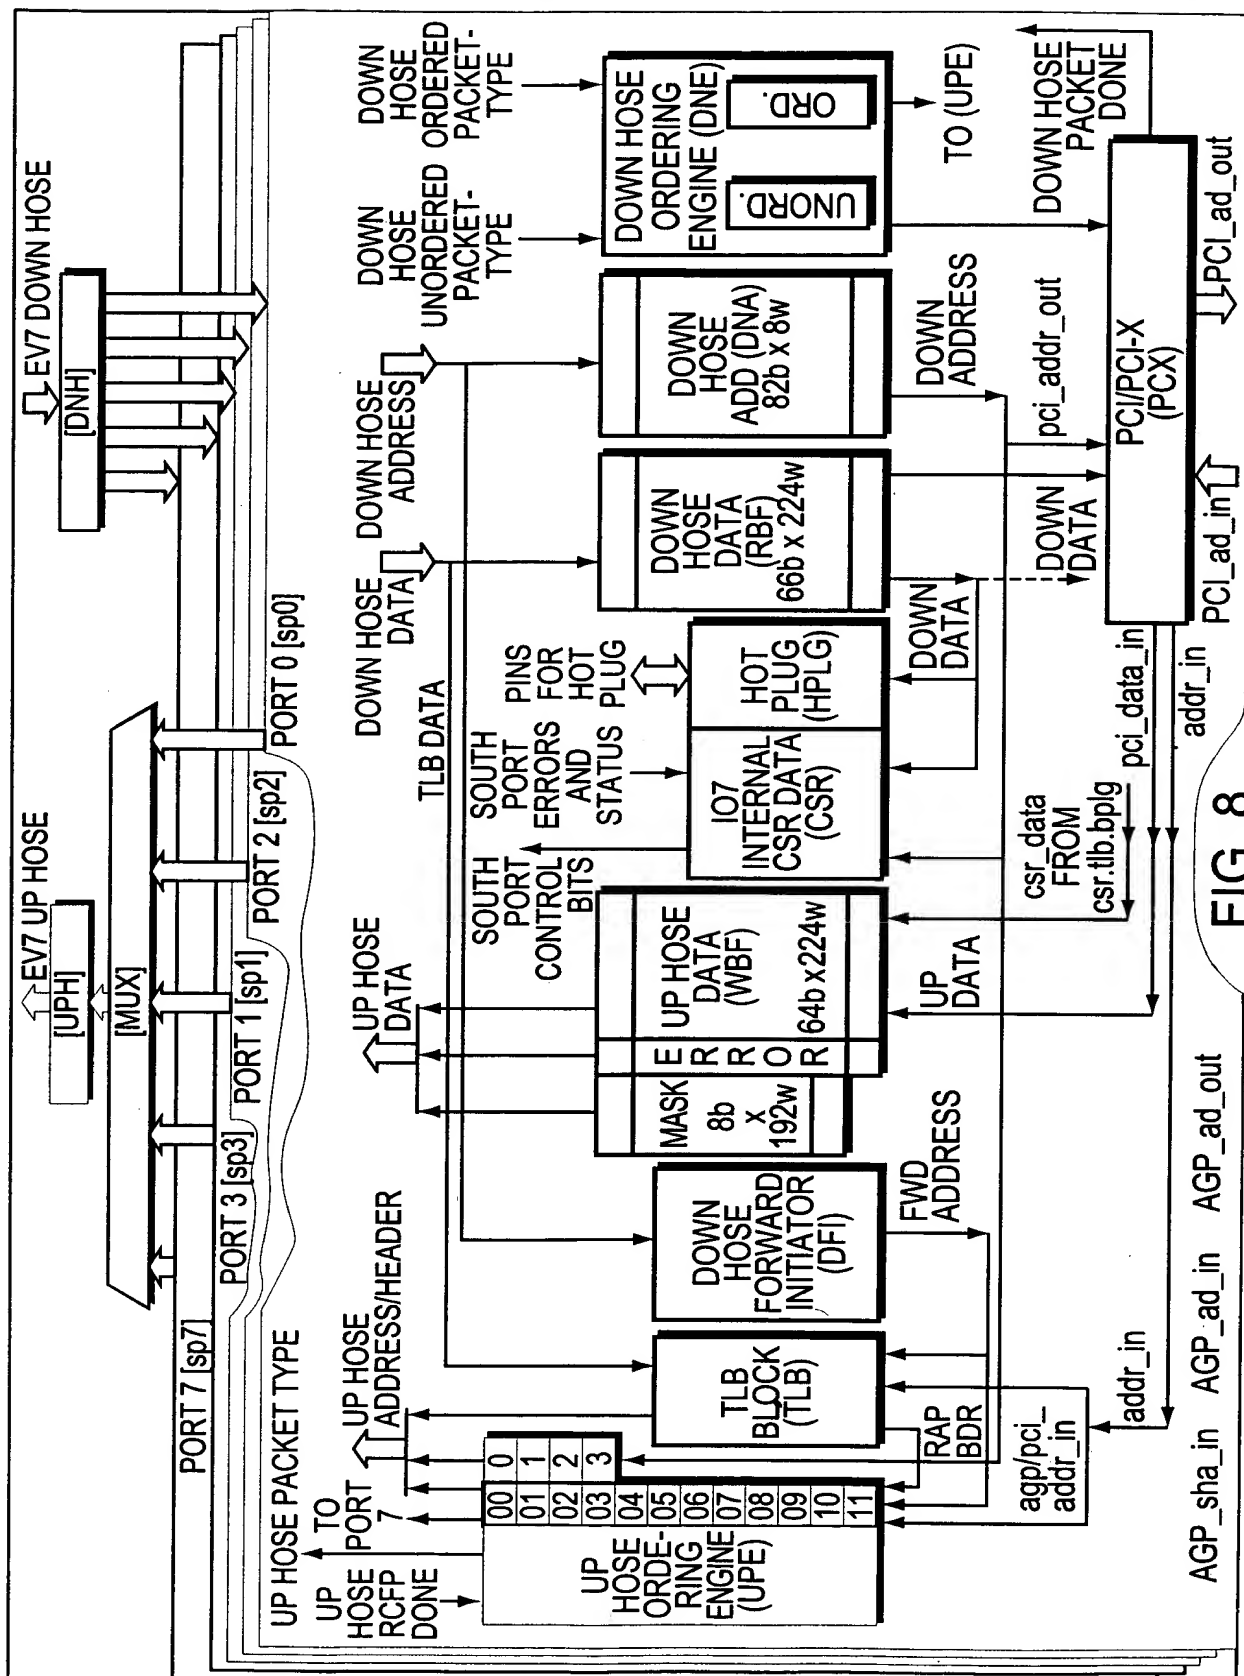 EV7 UP HOSE
EV7 DOWN HOSE
[UPH]
[DNH]
[MUX]
PORT 7 [sp7]
PORT 3 [sp3]
PORT 1 [sp1]
PORT 2 [sp2]
PORT 0 [sp0]
UP HOSE PACKET TYPE
UP
HOSE
RCFP
DONE
TO
PORT
7
UP HOSE
ADDRESS/HEADER
UP HOSE
DATA
TLB DATA
SOUTH
PORT
CONTROL
BITS
SOUTH
PORT
ERRORS
AND
STATUS
PINS
FOR
HOT
PLUG
DOWN HOSE
DATA
DOWN HOSE
ADDRESS
DOWN
HOSE
UNORDERED
PACKET-
TYPE
DOWN
HOSE
ORDERED
PACKET-
TYPE
UP
HOSE
ORDE-
RING
ENGINE
(UPE)
00
01
02
03
04
05
06
07
08
09
10
11
0
1
2
3
TLB
BLOCK
(TLB)
DOWN
HOSE
FORWARD
INITIATOR
(DFI)
MASK
8b
x
192w
ERROR
UP HOSE
DATA
(WBF)
64b x224w
IO7
INTERNAL
CSR DATA
(CSR)
HOT
PLUG
(HPLG)
DOWN
HOSE
DATA
(RBF)
66b x 224w
DOWN
HOSE
ADD (DNA)
82b x 8w
DOWN HOSE
ORDERING
ENGINE (DNE)
UNORD.
ORD.
RAP
BDR
agp/pci_
addr_in
addr_in
FWD
ADDRESS
UP
DATA
csr_data
FROM
csr.tlb.bplg
DOWN
DATA
DOWN
DATA
DOWN
ADDRESS
pci_addr_out
TO (UPE)
DOWN HOSE
PACKET
DONE
pci_data_in
addr_in
PCI/PCI-X
(PCX)
PCI_ad_in
PCI_ad_out
AGP_sha_in
AGP_ad_in
AGP_ad_out
FIG. 8